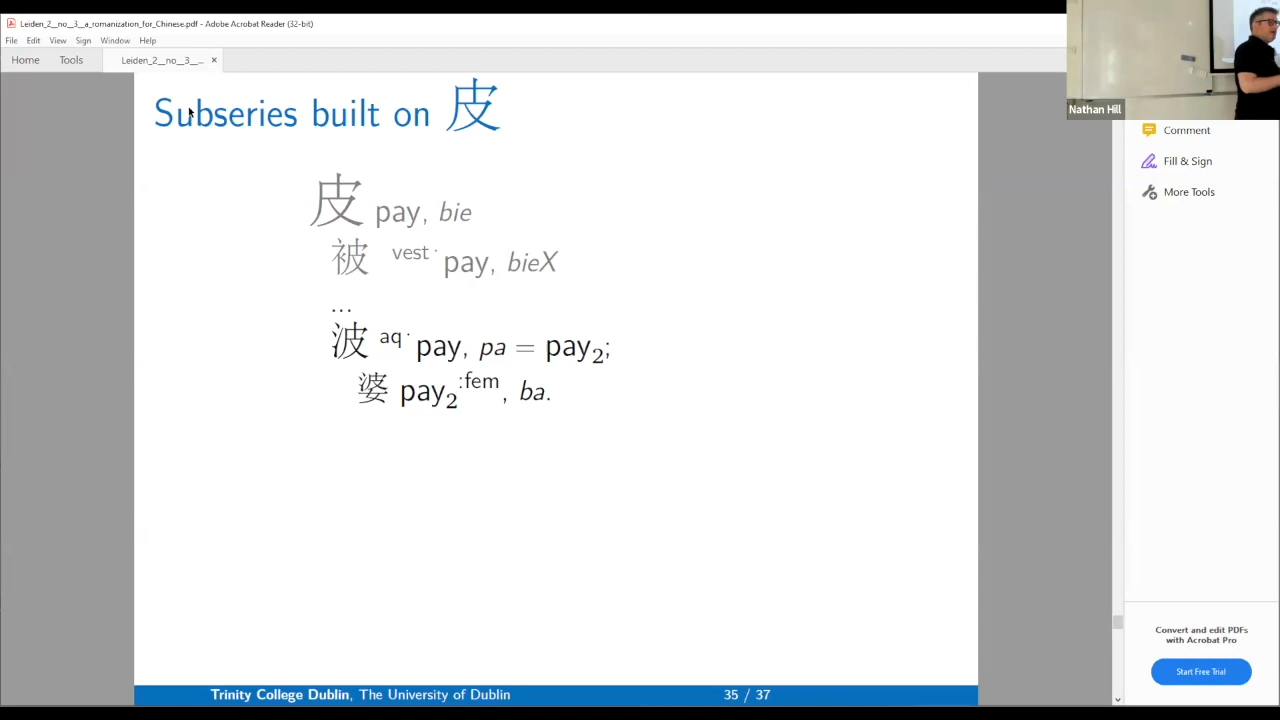 Leiden_2__no__3__a_romanization_for_Chinese.pdf - Adobe Acrobat Reader (32-bit)
File Edit View Sign Window Help
Home Tools Leiden_2__no__3__... ×
Subseries built on 皮
皮 pay, bie
被 vest· pay, bieX
...
波 aq· pay, pa = pay₂;
婆 pay₂:fem, ba.
Trinity College Dublin, The University of Dublin 35 / 37
Nathan Hill
Comment
Fill & Sign
More Tools
Convert and edit PDFs
with Acrobat Pro
Start Free Trial